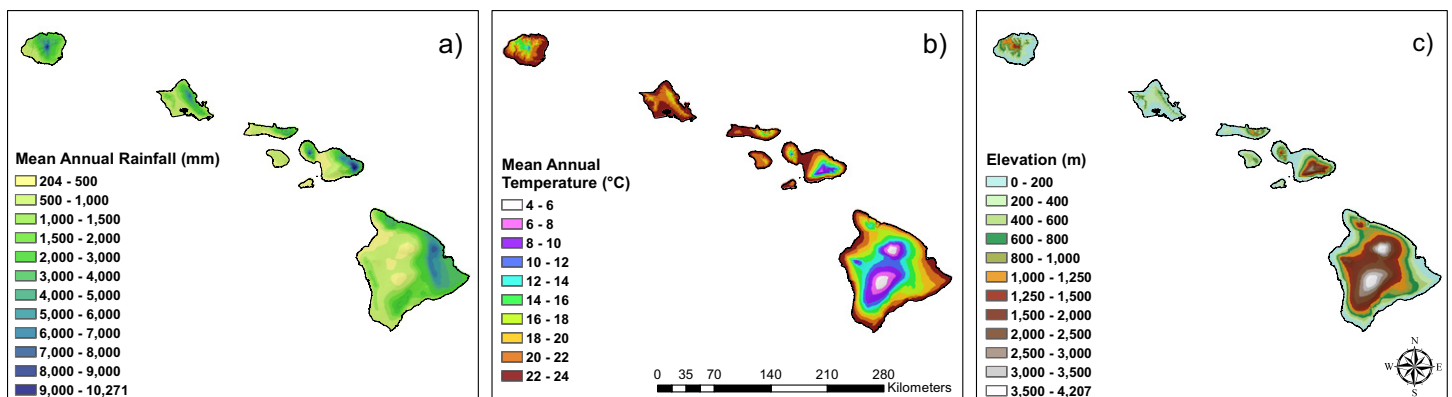 a)
Mean Annual Rainfall (mm)
204 - 500
500 - 1,000
1,000 - 1,500
1,500 - 2,000
2,000 - 3,000
3,000 - 4,000
4,000 - 5,000
5,000 - 6,000
6,000 - 7,000
7,000 - 8,000
8,000 - 9,000
9,000 - 10,271
b)
Mean Annual
Temperature (°C)
4 - 6
6 - 8
8 - 10
10 - 12
12 - 14
14 - 16
16 - 18
18 - 20
20 - 22
22 - 24
0 35 70 140 210 280
Kilometers
c)
Elevation (m)
0 - 200
200 - 400
400 - 600
600 - 800
800 - 1,000
1,000 - 1,250
1,250 - 1,500
1,500 - 2,000
2,000 - 2,500
2,500 - 3,000
3,000 - 3,500
3,500 - 4,207
N
W E
S